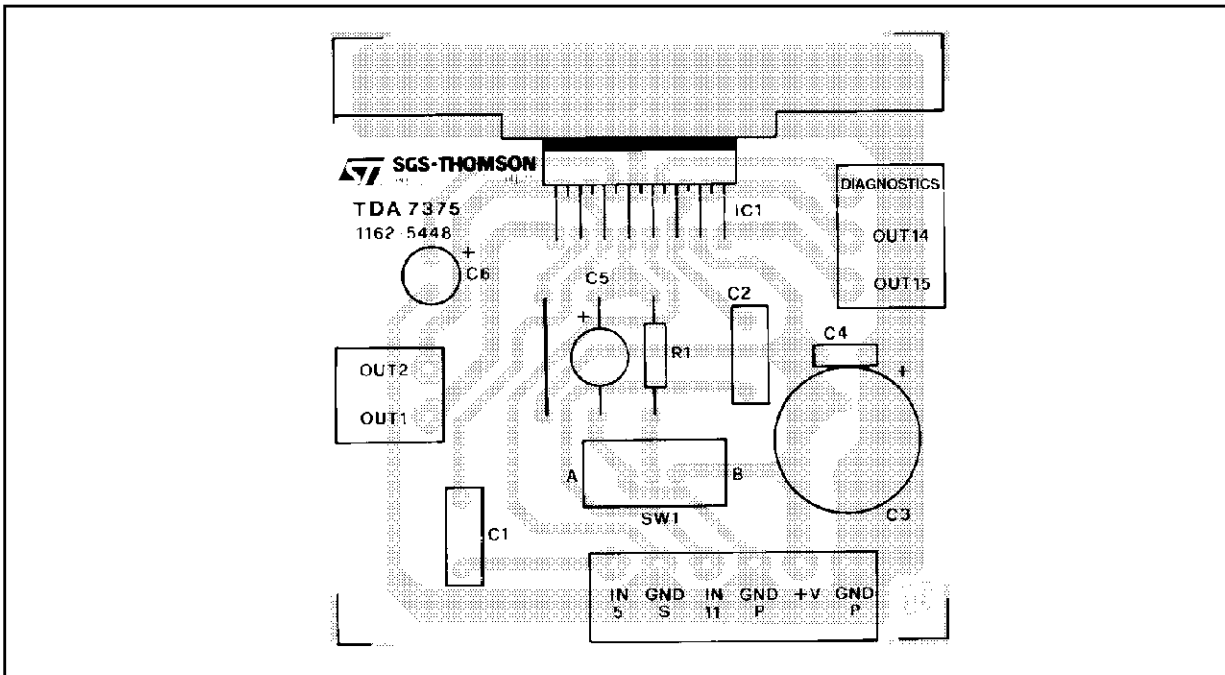 SGS-THOMSON
TDA 7375
1162 5448
IC1
DIAGNOSTICS
OUT14
OUT15
+
C6
C5
+
C2
R1
C4
+
OUT2
OUT1
A
B
SW1
C3
C1
IN GND IN GND +V GND
5 S 11 P P